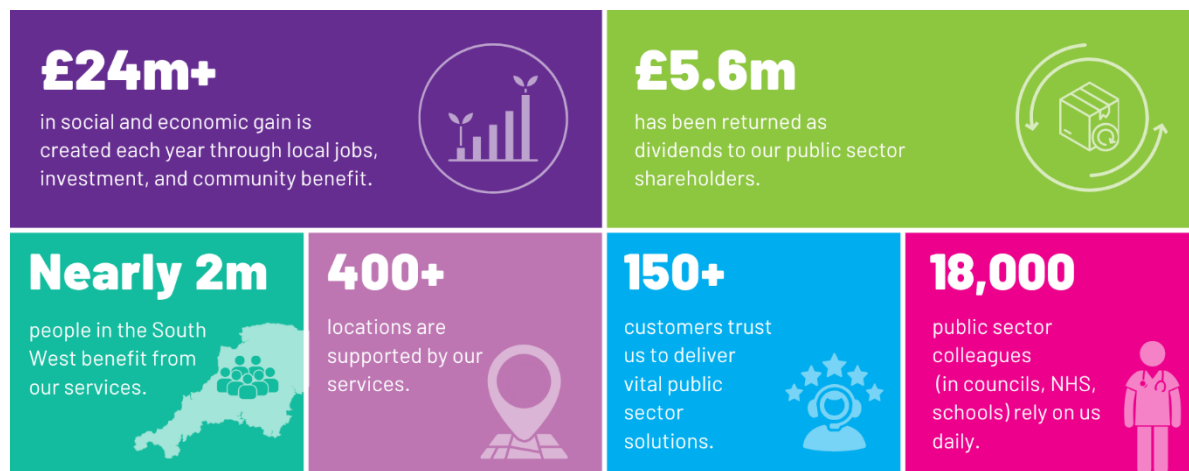 £24m+
in social and economic gain is
created each year through local jobs,
investment, and community benefit.
£5.6m
has been returned as
dividends to our public sector
shareholders.
Nearly 2m
people in the South
West benefit from
our services.
400+
locations are
supported by our
services.
150+
customers trust
us to deliver
vital public
sector
solutions.
18,000
public sector
colleagues
(in councils, NHS,
schools) rely on us
daily.